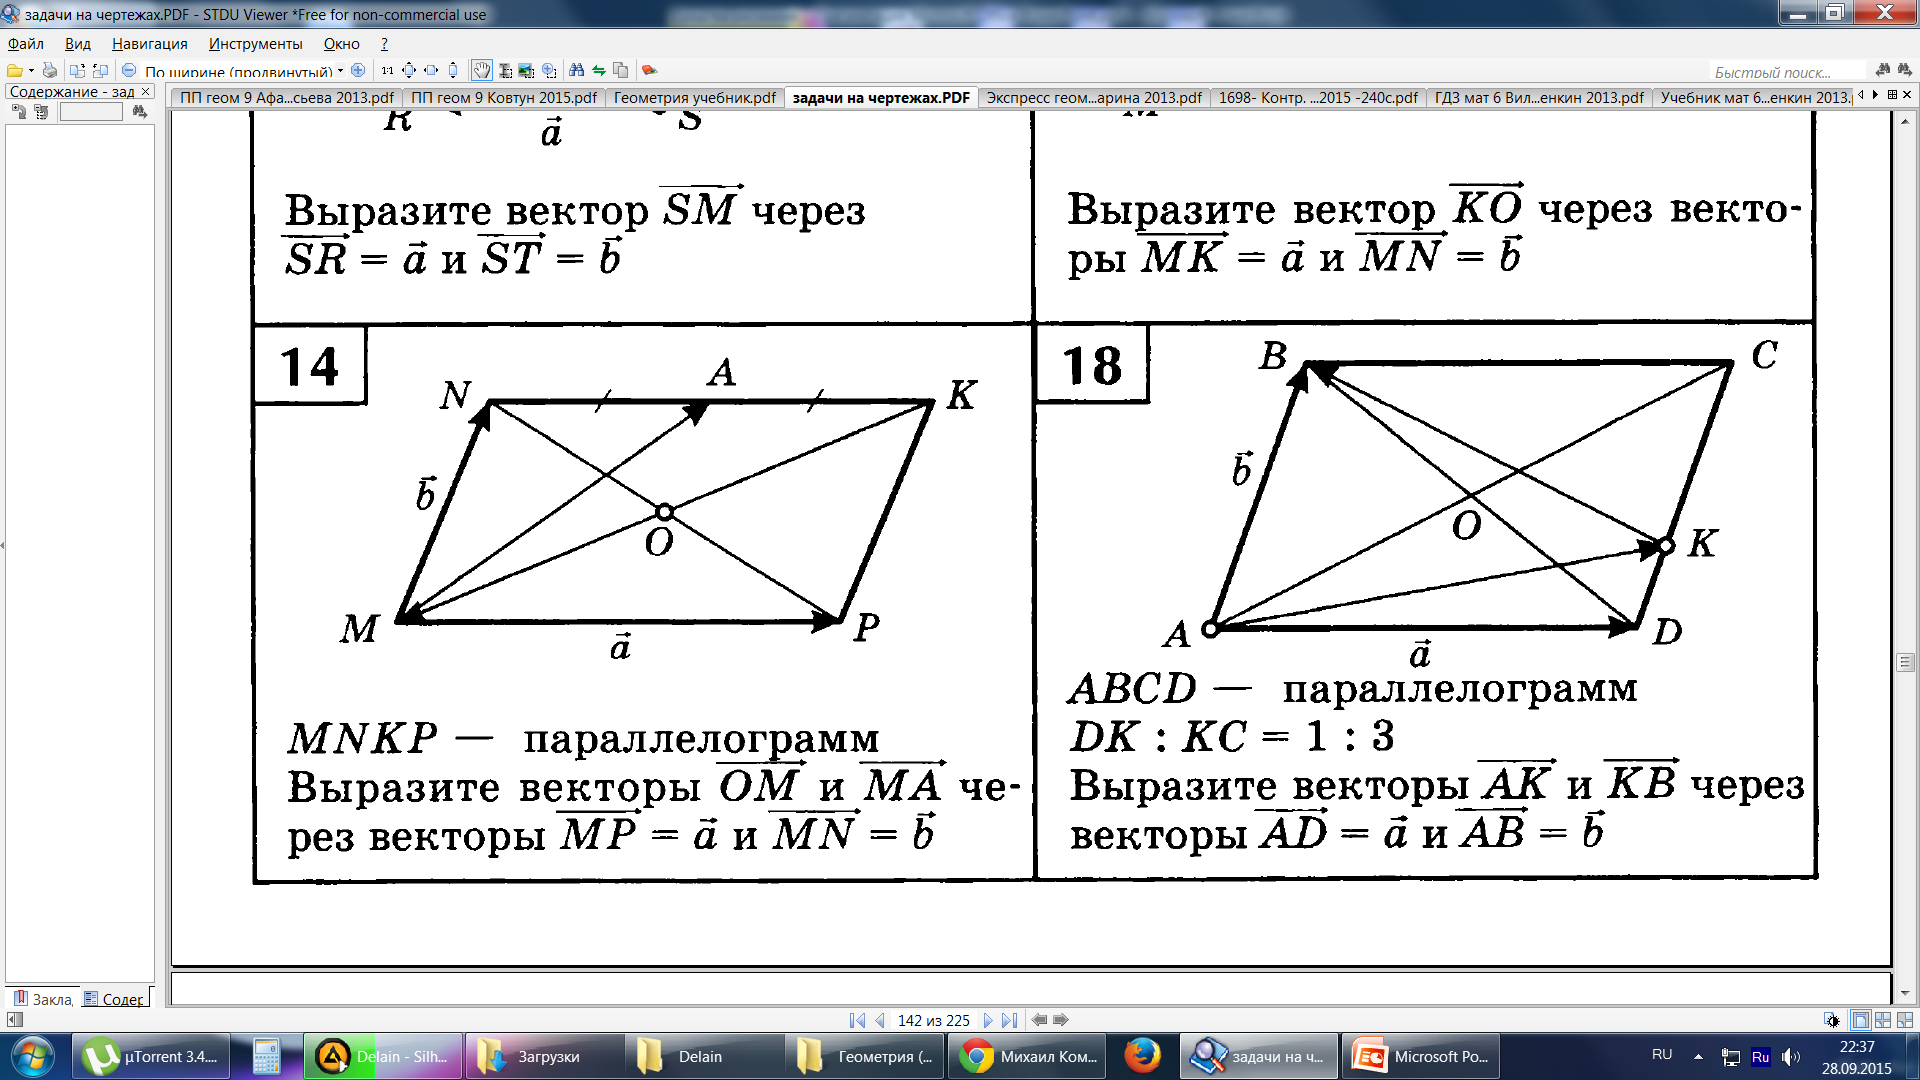 задачи на чертежах.PDF - STDU Viewer *Free for non-commercial use
Файл Вид Навигация Инструменты Окно ?
По ширине (продвинутый) 1:1 Быстрый поиск...
Содержание - зад
ПП геом 9 Афа...сьева 2013.pdf ПП геом 9 Ковтун 2015.pdf Геометрия учебник.pdf задачи на чертежах.PDF Экспресс геом...арина 2013.pdf 1698- Контр. ...2015 -240с.pdf ГДЗ мат 6 Вил...енкин 2013.pdf Учебник мат 6...енкин 2013.
R a⃗ S
M
Выразите вектор SM через
SR = a⃗ и ST = b⃗
Выразите вектор KO через векто-
ры MK = a⃗ и MN = b⃗
14
N A K
b⃗
O
M P
a⃗
MNKP — параллелограмм
Выразите векторы OM и MA че-
рез векторы MP = a⃗ и MN = b⃗
18
B C
b⃗
O
K
A D
a⃗
ABCD — параллелограмм
DK : KC = 1 : 3
Выразите векторы AK и KB через
векторы AD = a⃗ и AB = b⃗
Закла, Содер
142 из 225
µTorrent 3.4.... Delain - Silh... Загрузки Delain Геометрия (... Михаил Ком... задачи на ч... Microsoft Po... RU Ru 22:37
28.09.2015